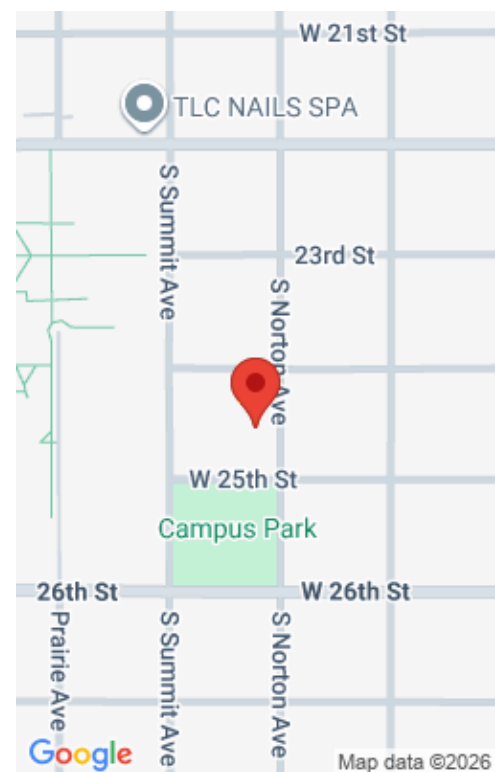 W 21st St
TLC NAILS SPA
S Summit Ave
23rd St
S Norton Ave
W 25th St
Campus Park
26th St
W 26th St
Prairie Ave
S Summit Ave
S Norton Ave
Google
Map data ©2026